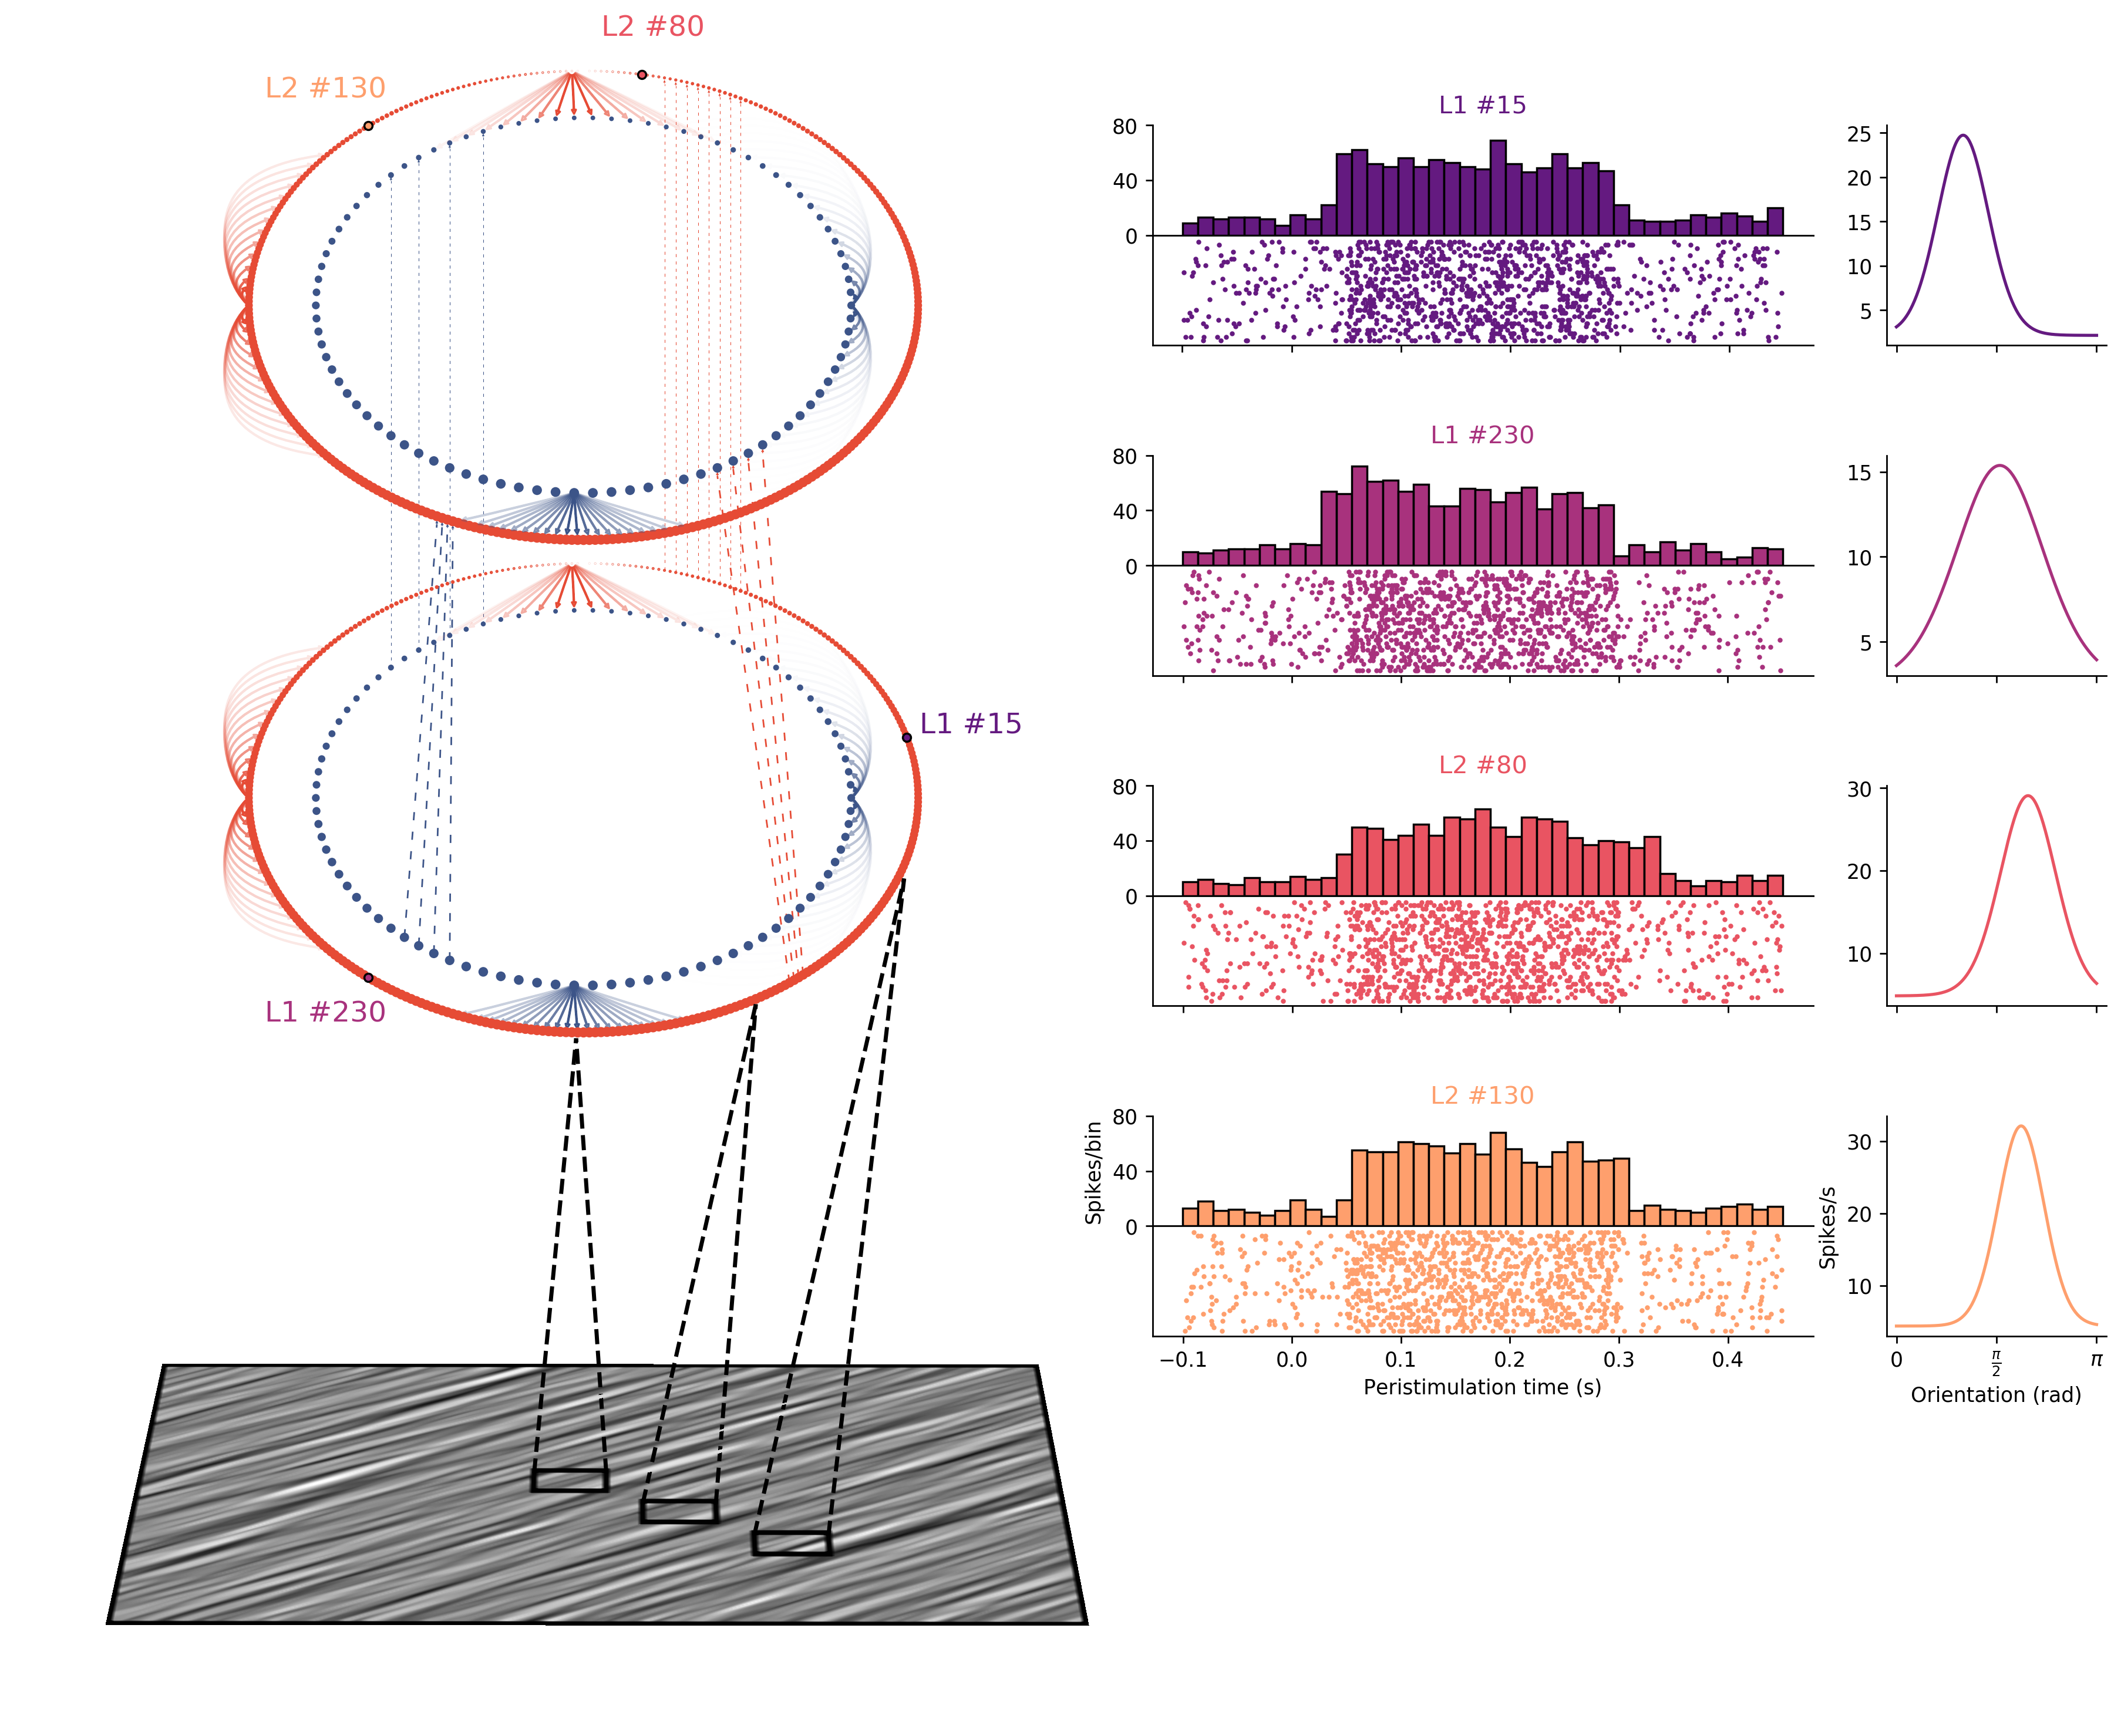 L2 #80
L2 #130
L1 #15
L1 #230
L1 #15
80
40
0
25
20
15
10
5
L1 #230
80
40
0
15
10
5
L2 #80
80
40
0
30
20
10
L2 #130
80
40
0
Spikes/bin
30
20
10
Spikes/s
−0.1 0.0 0.1 0.2 0.3 0.4
Peristimulation time (s)
0 π/2 π
Orientation (rad)